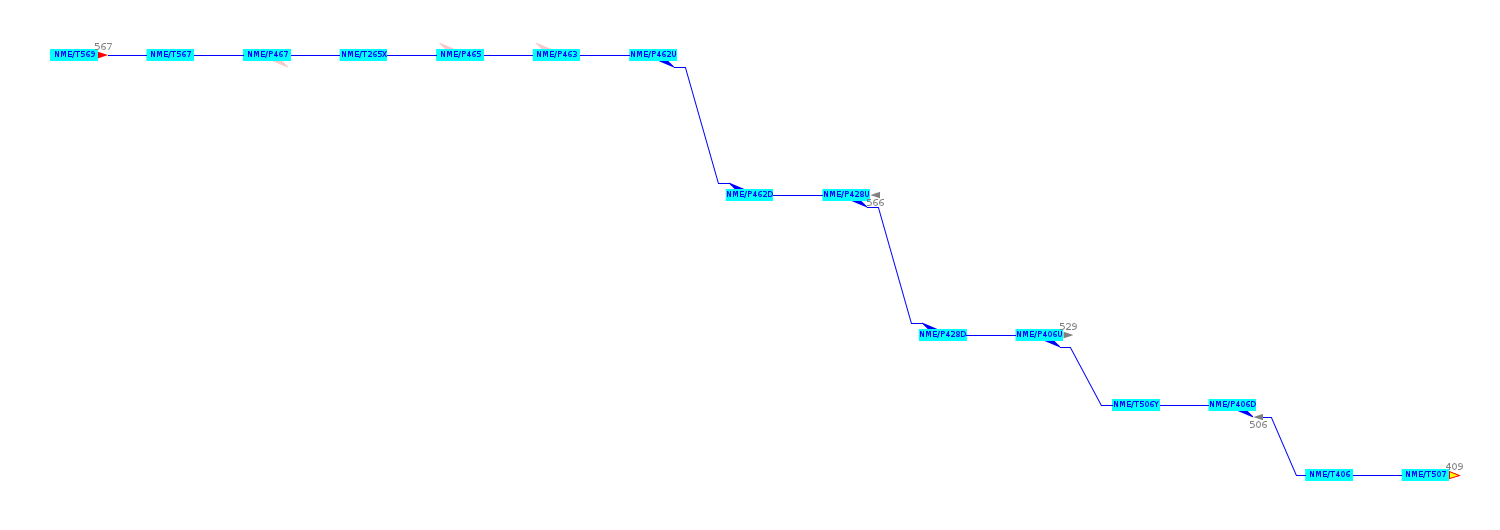 567
NME/T569 NME/T567 NME/P467 NME/T265X NME/P465 NME/P463 NME/P462U
NME/P462D NME/P428U
566
529
NME/P428D NME/P406U
NME/T506Y NME/P406D
506
409
NME/T406 NME/T507